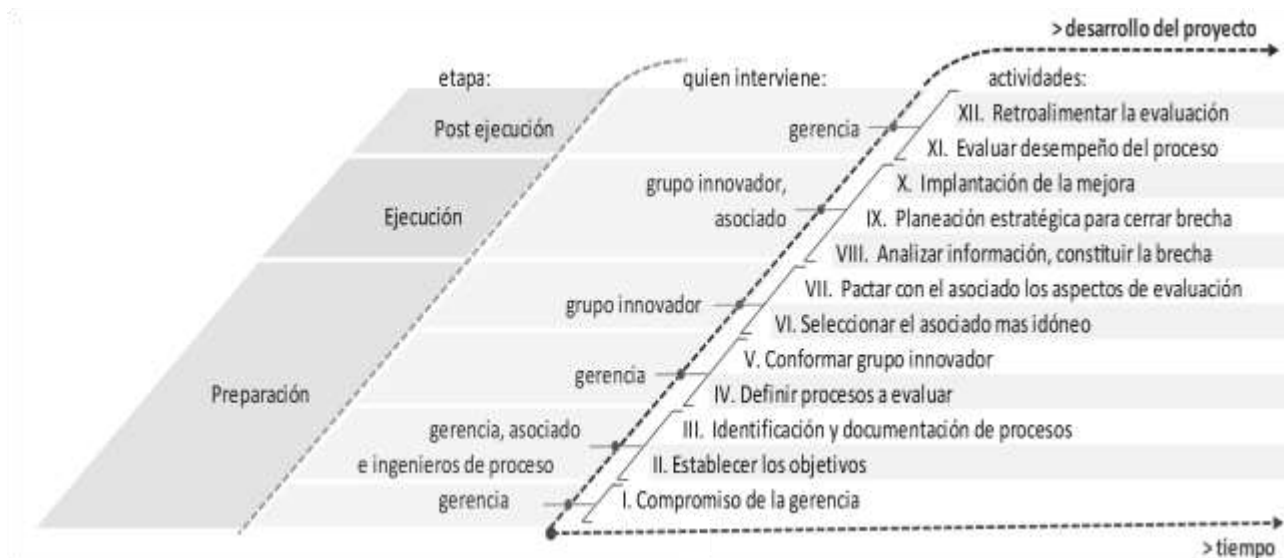 > desarrollo del proyecto
etapa:
quien interviene:
actividades:
Post ejecución
gerencia
XII. Retroalimentar la evaluación
XI. Evaluar desempeño del proceso
Ejecución
grupo innovador,
asociado
X. Implantación de la mejora
IX. Planeación estratégica para cerrar brecha
VIII. Analizar información, constituir la brecha
Preparación
grupo innovador
VII. Pactar con el asociado los aspectos de evaluación
VI. Seleccionar el asociado mas idóneo
gerencia
V. Conformar grupo innovador
IV. Definir procesos a evaluar
gerencia, asociado
e ingenieros de proceso
III. Identificación y documentación de procesos
II. Establecer los objetivos
gerencia
I. Compromiso de la gerencia
> tiempo